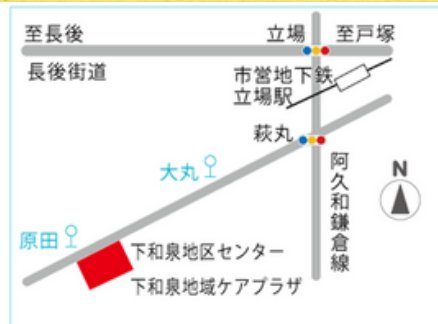 至長後
立場
至戸塚
長後街道
市営地下鉄
立場駅
萩丸
大丸
阿久和鎌倉線
N
原田
下和泉地区センター
下和泉地域ケアプラザ